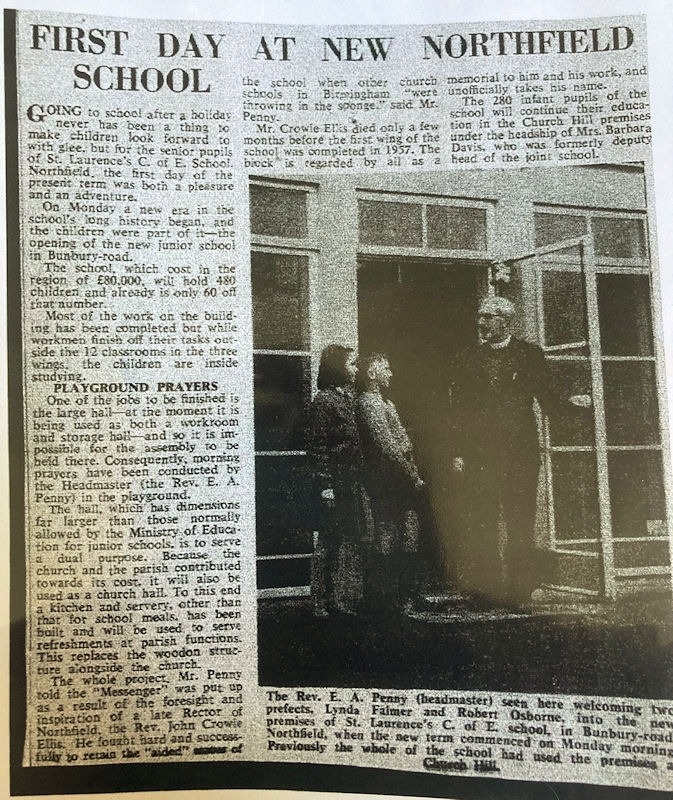 FIRST DAY AT NEW NORTHFIELD
SCHOOL
GOING to school after a holiday
never has been a thing to
make children look forward to
with glee, but for the senior pupils
of St. Laurence's C. of E. School,
Northfield, the first day of the
present term was both a pleasure
and an adventure.
On Monday a new era in the
school's long history began, and
the children were part of it—the
opening of the new junior school
in Bunbury-road.
The school, which cost in the
region of £80,000, will hold 480
children and already is only 60 off
that number.
Most of the work on the build-
ing has been completed but while
workmen finish off their tasks out-
side the 12 classrooms in the three
wings, the children are inside
studying.
PLAYGROUND PRAYERS
One of the jobs to be finished is
the large hall—at the moment it is
being used as both a workroom
and storage hall—and so it is im-
possible for the assembly to be
held there. Consequently, morning
prayers have been conducted by
the Headmaster (the Rev. E. A.
Penny) in the playground.
The hall, which has dimensions
far larger than those normally
allowed by the Ministry of Educa-
tion for junior schools, is to serve
a dual purpose. Because the
church and the parish contributed
towards its cost, it will also be
used as a church hall. To this end
a kitchen and servery, other than
that for school meals, has been
built and will be used to serve
refreshments at parish functions.
This replaces the woodon struc-
ture alongside the church.
The whole project, Mr. Penny
told the "Messenger" was put up
as a result of the foresight and
inspiration of a late Rector of
Northfield, the Rev. John Crowie
Ellis. He fought hard and success-
fully to retain the "aided" status of
the school when other church
schools in Birmingham "were
throwing in the sponge," said Mr.
Penny.
Mr. Crowie Ellis died only a few
months before the first wing of the
school was completed in 1957. The
block is regarded by all as a
memorial to him and his work, and
unofficially takes his name.
The 280 infant pupils of the
school will continue their educa-
tion in the Church Hill premises
under the headship of Mrs. Barbara
Davis, who was formerly deputy
head of the joint school.
The Rev. E. A. Penny (headmaster) seen here welcoming two
prefects, Lynda Falmer and Robert Osborne, into the new
premises of St. Laurence's C. of E. school, in Bunbury-road,
Northfield, when the new term commenced on Monday morning.
Previously the whole of the school had used the premises a
Church Hill.